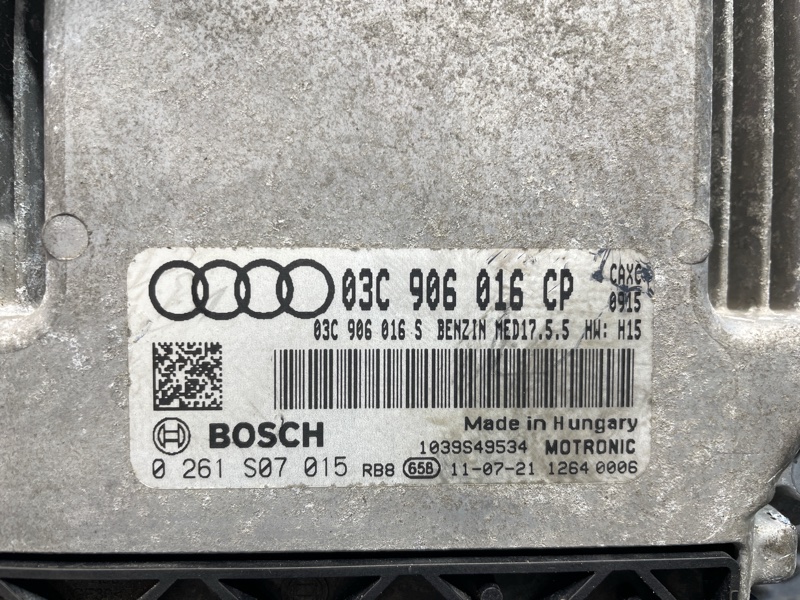 03C 906 016 CP CAXC
0915
03C 906 016 S BENZIN MED17.5.5 HW: H15
Made in Hungary
BOSCH 1039S49534 MOTRONIC
0 261 S07 015 RB8 658 11-07-21 1264 0006